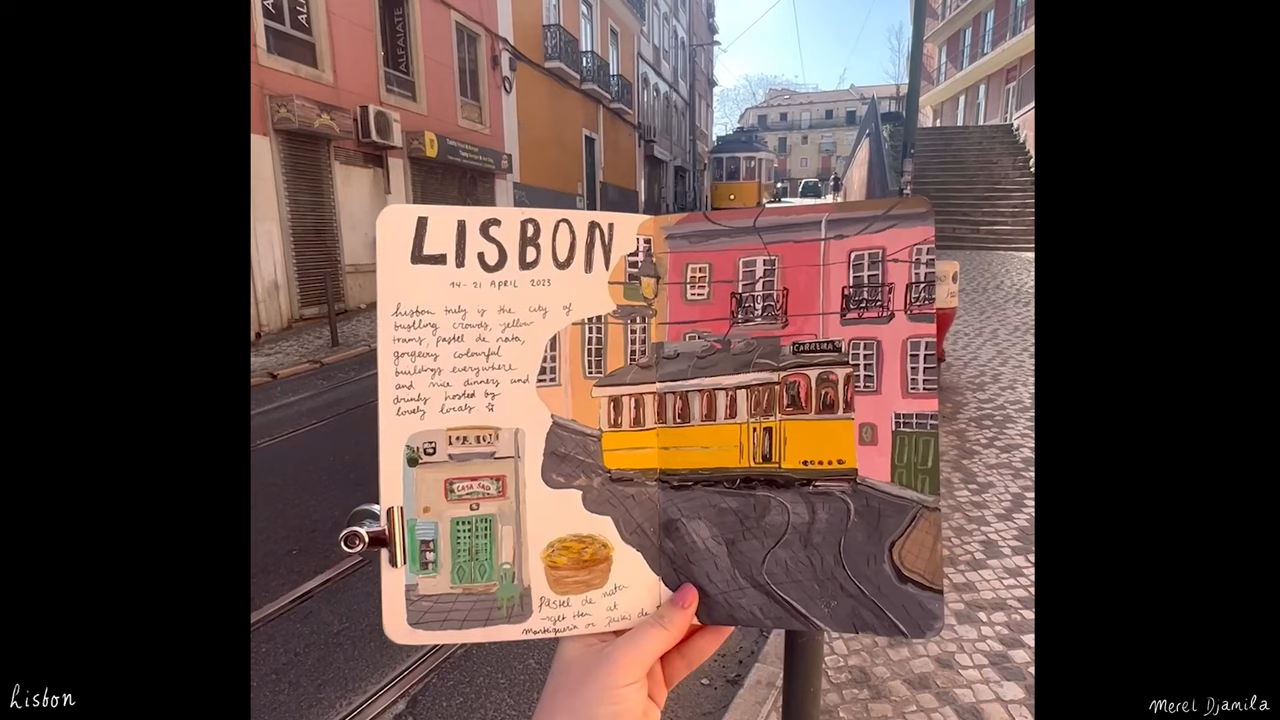 ALFAIATE
LISBON
14-21 APRIL 2023
Lisbon truly is the city of
bustling crowds, yellow
trams, pastel de nata,
gorgeous colourful
buildings everywhere
and nice dinners and
drinks hosted by
lovely locals
CARREIRA
CASA SAO
Pastel de nata
→get them at
Manteigueria or
Lisbon
Merel Djamila